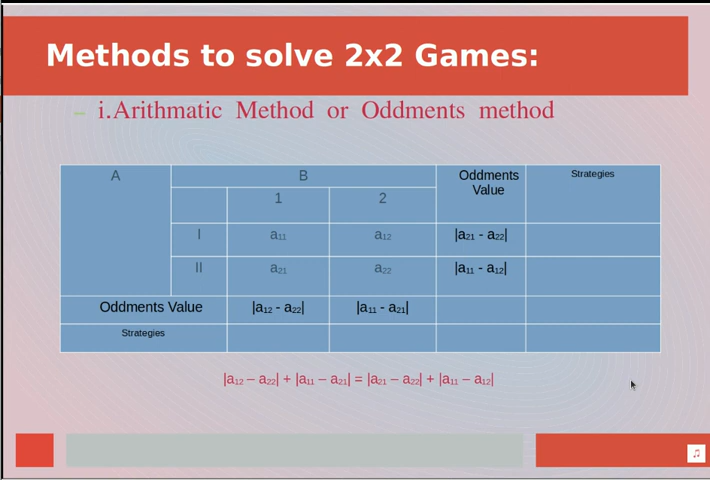 Methods to solve 2x2 Games:
– i.Arithmatic Method or Oddments method
A B Oddments Value Strategies
1 2
I a₁₁ a₁₂ |a₂₁ - a₂₂|
II a₂₁ a₂₂ |a₁₁ - a₁₂|
Oddments Value |a₁₂ - a₂₂| |a₁₁ - a₂₁|
Strategies
|a₁₂ – a₂₂| + |a₁₁ – a₂₁| = |a₂₁ – a₂₂| + |a₁₁ – a₁₂|